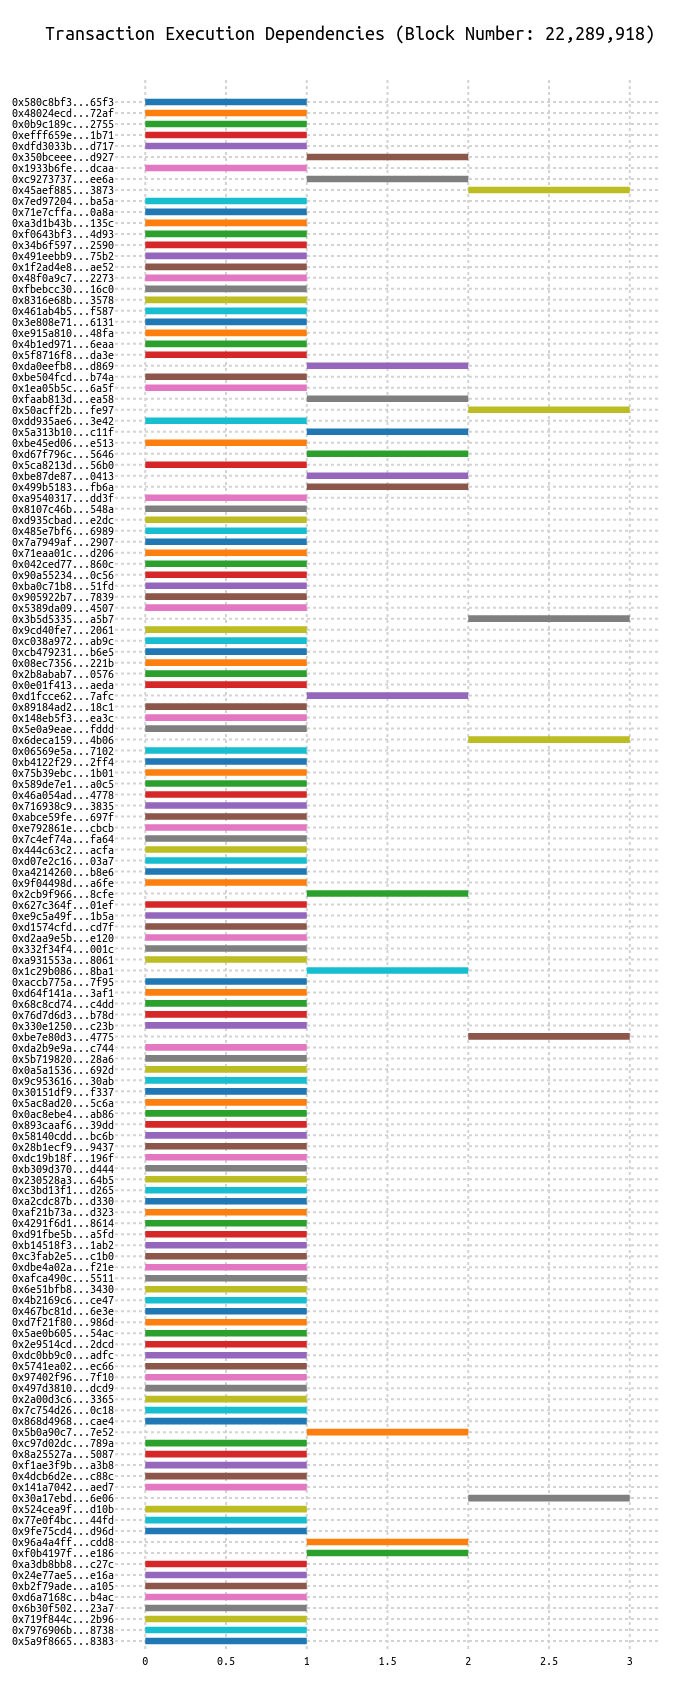 Transaction Execution Dependencies (Block Number: 22,289,918)
0x580c8bf3...65f3
0x48024ecd...72af
0x0b9c189c...2755
0xefff659e...1b71
0xdfd3033b...d717
0x350bceee...d927
0x1933b6fe...dcaa
0xc9273737...ee6a
0x45aef885...3873
0x7ed97204...ba5a
0x71e7cffa...0a8a
0xa3d1b43b...135c
0xf0643bf3...4d93
0x34b6f597...2590
0x491eebb9...75b2
0x1f2ad4e8...ae52
0x48f0a9c7...2273
0xfbebcc30...16c0
0x8316e68b...3578
0x461ab4b5...f587
0x3e808e71...6131
0xe915a810...48fa
0x4b1ed971...6eaa
0x5f8716f8...da3e
0xda0eefb8...d869
0xbe504fcd...b74a
0x1ea05b5c...6a5f
0xfaab813d...ea58
0x50acff2b...fe97
0xdd935ae6...3e42
0x5a313b10...c11f
0xbe45ed06...e513
0xd67f796c...5646
0x5ca8213d...56b0
0xbe87de87...0413
0x499b5183...fb6a
0xa9540317...dd3f
0x8107c46b...548a
0xd935cbad...e2dc
0x485e7bf6...6989
0x7a7949af...2907
0x71eaa01c...d206
0x042ced77...860c
0x90a55234...0c56
0xba0c71b8...51fd
0x905922b7...7839
0x5389da09...4507
0x3b5d5335...a5b7
0x9cd40fe7...2061
0xc038a972...ab9c
0xcb479231...b6e5
0x08ec7356...221b
0x2b8abab7...0576
0x0e01f413...aeda
0xd1fcce62...7afc
0x89184ad2...18c1
0x148eb5f3...ea3c
0x5e0a9eae...fddd
0x6deca159...4b06
0x06569e5a...7102
0xb4122f29...2ff4
0x75b39ebc...1b01
0x589de7e1...a0c5
0x46a054ad...4778
0x716938c9...3835
0xabce59fe...697f
0xe792861e...cbcb
0x7c4ef74a...fa64
0x444c63c2...acfa
0xd07e2c16...03a7
0xa4214260...b8e6
0x9f04498d...a6fe
0x2cb9f966...8cfe
0x627c364f...01ef
0xe9c5a49f...1b5a
0xd1574cfd...cd7f
0xd2aa9e5b...e120
0x332f34f4...001c
0xa931553a...8061
0x1c29b086...8ba1
0xaccb775a...7f95
0xd64f141a...3af1
0x68c8cd74...c4dd
0x76d7d6d3...b78d
0x330e1250...c23b
0xbe7e80d3...4775
0xda2b9e9a...c744
0x5b719820...28a6
0x0a5a1536...692d
0x9c953616...30ab
0x30151df9...f337
0x5ac8ad20...5c6a
0x0ac8ebe4...ab86
0x893caaf6...39dd
0x58140cdd...bc6b
0x28b1ecf9...9437
0xdc19b18f...196f
0xb309d370...d444
0x230528a3...64b5
0xc3bd13f1...d265
0xa2cdc87b...d330
0xaf21b73a...d323
0x4291f6d1...8614
0xd91fbe5b...a5fd
0xb14518f3...1ab2
0xc3fab2e5...c1b0
0xdbe4a02a...f21e
0xafca490c...5511
0x6e51bfb8...3430
0x4b2169c6...ce47
0x467bc81d...6e3e
0xd7f21f80...986d
0x5ae0b605...54ac
0x2e9514cd...2dcd
0xdc0bb9c0...adfc
0x5741ea02...ec66
0x97402f96...7f10
0x497d3810...dcd9
0x2a00d3c6...3365
0x7c754d26...0c18
0x868d4968...cae4
0x5b0a90c7...7e52
0xc97d02dc...789a
0x8a25527a...5087
0xf1ae3f9b...a3b8
0x4dcb6d2e...c88c
0x141a7042...aed7
0x30a17ebd...6e06
0x524cea9f...d10b
0x77e0f4bc...44fd
0x9fe75cd4...d96d
0x96a4a4ff...cdd8
0xf0b4197f...e186
0xa3db8bb8...c27c
0x24e77ae5...e16a
0xb2f79ade...a105
0xd6a7168c...b4ac
0x6b30f502...23a7
0x719f844c...2b96
0x7976906b...8738
0x5a9f8665...8383
0 0.5 1 1.5 2 2.5 3